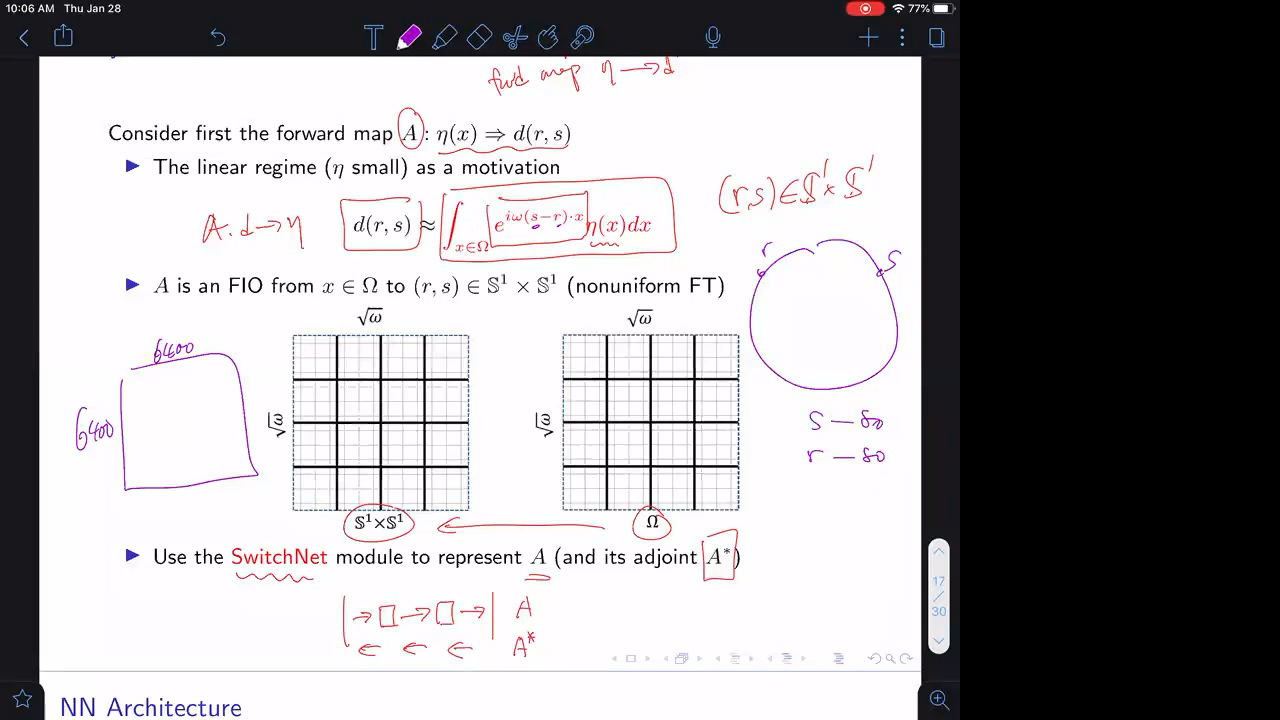 10:06 AM Thu Jan 28
77%
T
fwd map η → d
Consider first the forward map A : η(x) ⇒ d(r, s)
▶ The linear regime (η small) as a motivation
(r,s) ∈ 𝕊¹ × 𝕊¹
A. d → η
d(r, s) ≈ ∫_{x∈Ω} e^{iω(s−r)·x} η(x)dx
r
s
▶ A is an FIO from x ∈ Ω to (r, s) ∈ 𝕊¹ × 𝕊¹ (nonuniform FT)
√ω
√ω
6400
6400
√ω
√ω
s — 80
r — 80
𝕊¹×𝕊¹
Ω
▶ Use the SwitchNet module to represent A (and its adjoint A*)
→ □ → □ → A
← ← ← A*
17
/
30
NN Architecture